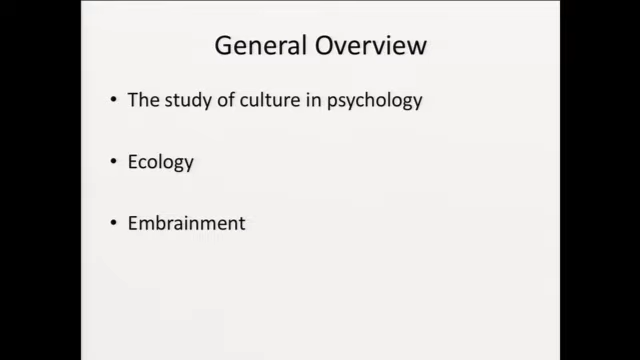 General Overview
• The study of culture in psychology
• Ecology
• Embrainment